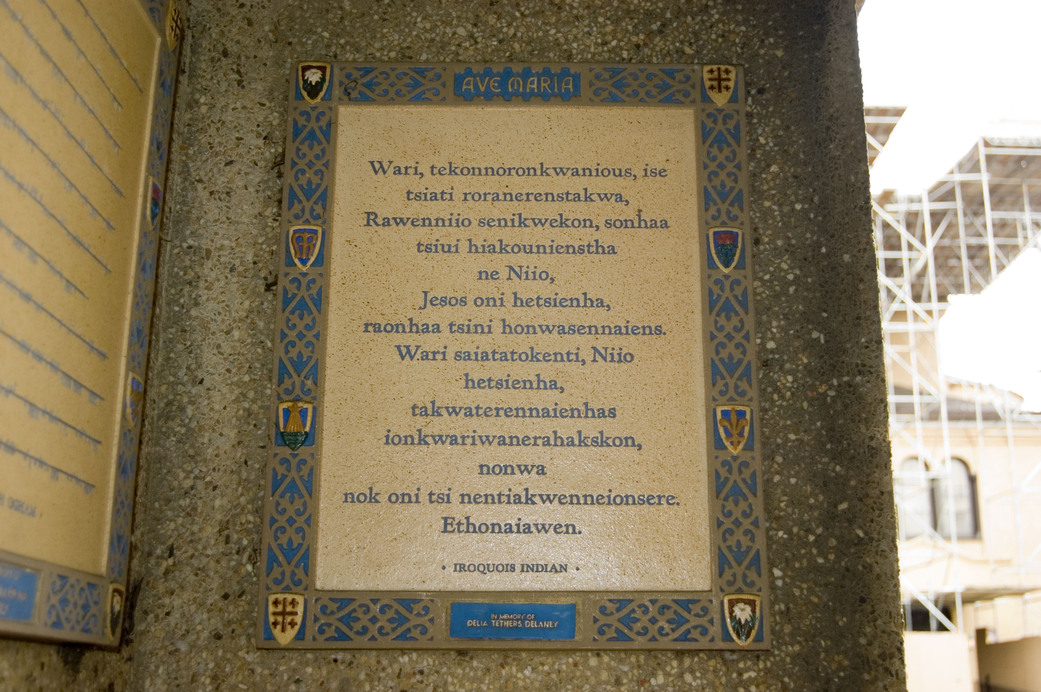 AVE MARIA
Wari, tekonnoronkwanious, ise
tsiati roranerenstakwa,
Rawenniio senikwekon, sonhaa
tsiui hiakounienstha
ne Niio,
Jesos oni hetsienha,
raonhaa tsini honwasennaiens.
Wari saiatatokenti, Niio
hetsienha,
takwaterennaienhas
ionkwariwanerahakskon,
nonwa
nok oni tsi nentiakwenneionsere.
Ethonaiawen.
· IROQUOIS INDIAN ·
IN MEMORY OF
DELIA TETHERS DELANEY